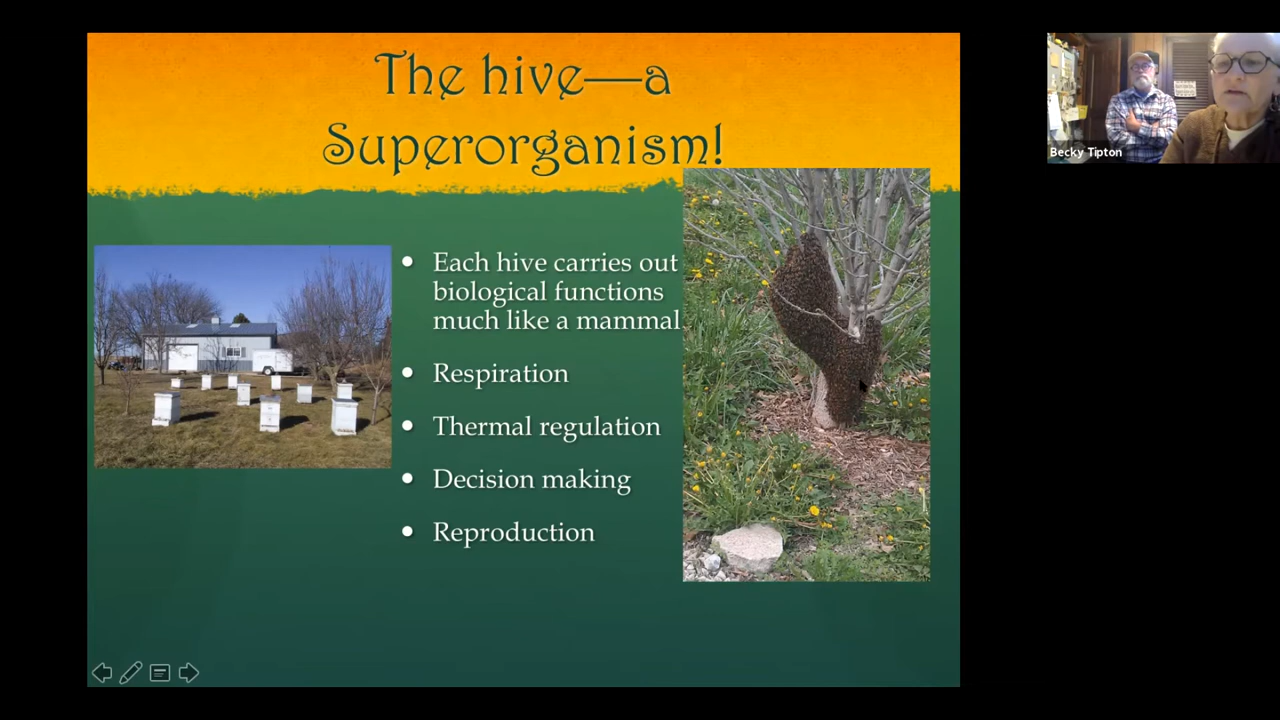 The hive—a
Superorganism!
Each hive carries out
biological functions
much like a mammal
Respiration
Thermal regulation
Decision making
Reproduction
Becky Tipton